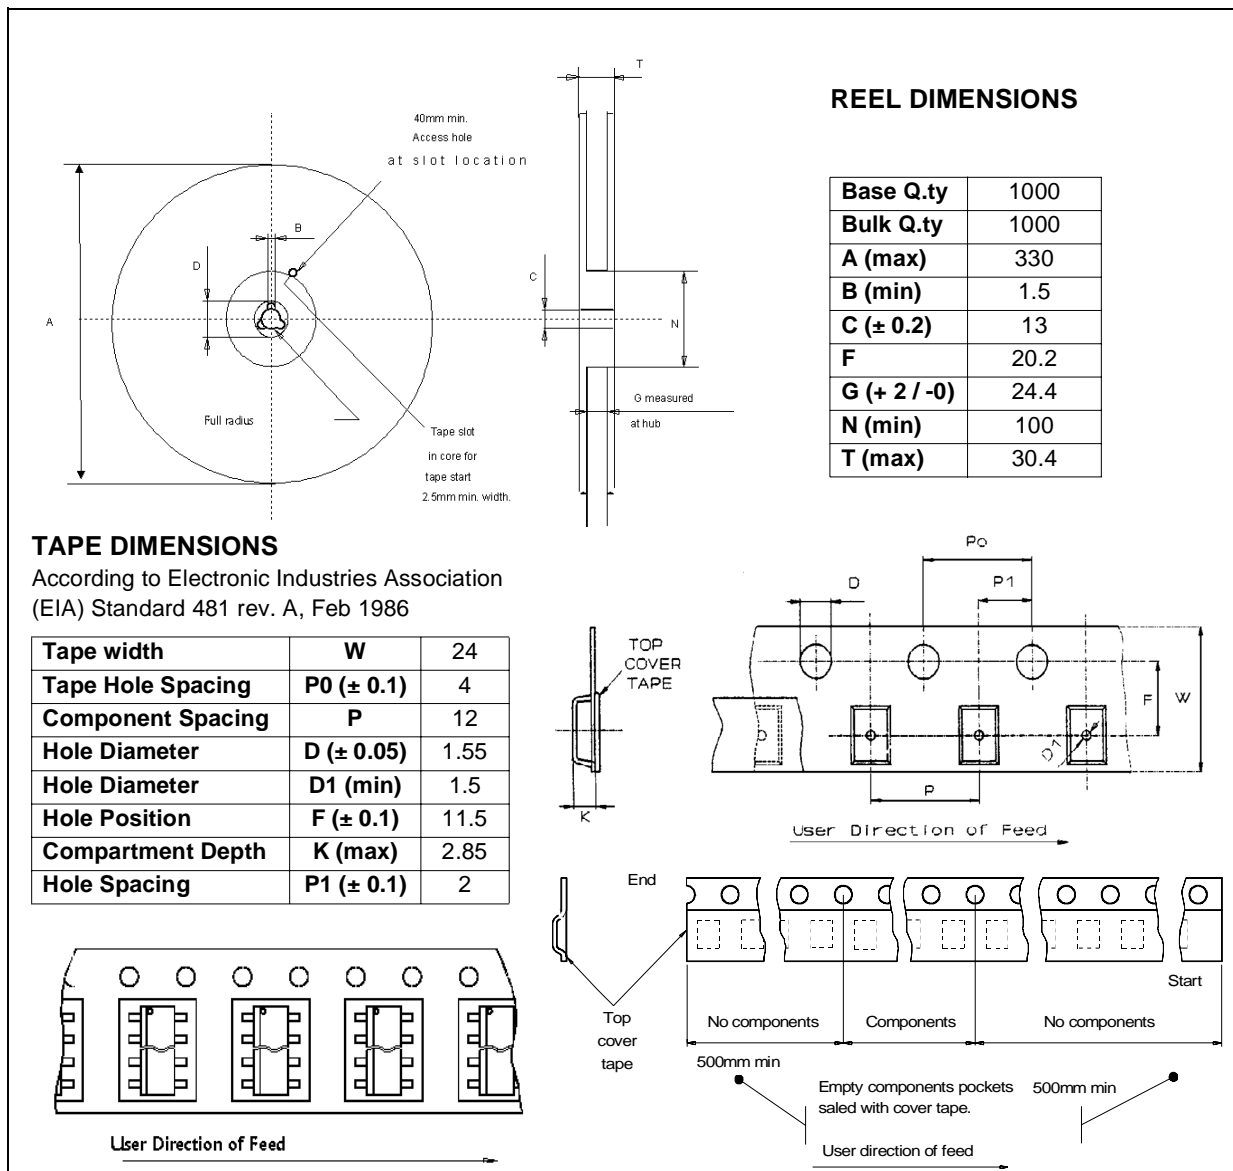 T
REEL DIMENSIONS
40mm min.
Access hole
at slot location
B
D
C
A
N
Full radius
Tape slot
in core for
tape start
2.5mm min. width.
G measured
at hub
Base Q.ty 1000
Bulk Q.ty 1000
A (max) 330
B (min) 1.5
C (± 0.2) 13
F 20.2
G (+ 2 / -0) 24.4
N (min) 100
T (max) 30.4
TAPE DIMENSIONS
According to Electronic Industries Association
(EIA) Standard 481 rev. A, Feb 1986
Tape width W 24
Tape Hole Spacing P0 (± 0.1) 4
Component Spacing P 12
Hole Diameter D (± 0.05) 1.55
Hole Diameter D1 (min) 1.5
Hole Position F (± 0.1) 11.5
Compartment Depth K (max) 2.85
Hole Spacing P1 (± 0.1) 2
Po
D
P1
TOP
COVER
TAPE
F
W
D1
P
K
User Direction of Feed
End
Start
Top
cover
tape
No components
Components
No components
500mm min
Empty components pockets
saled with cover tape.
500mm min
User direction of feed
User Direction of Feed